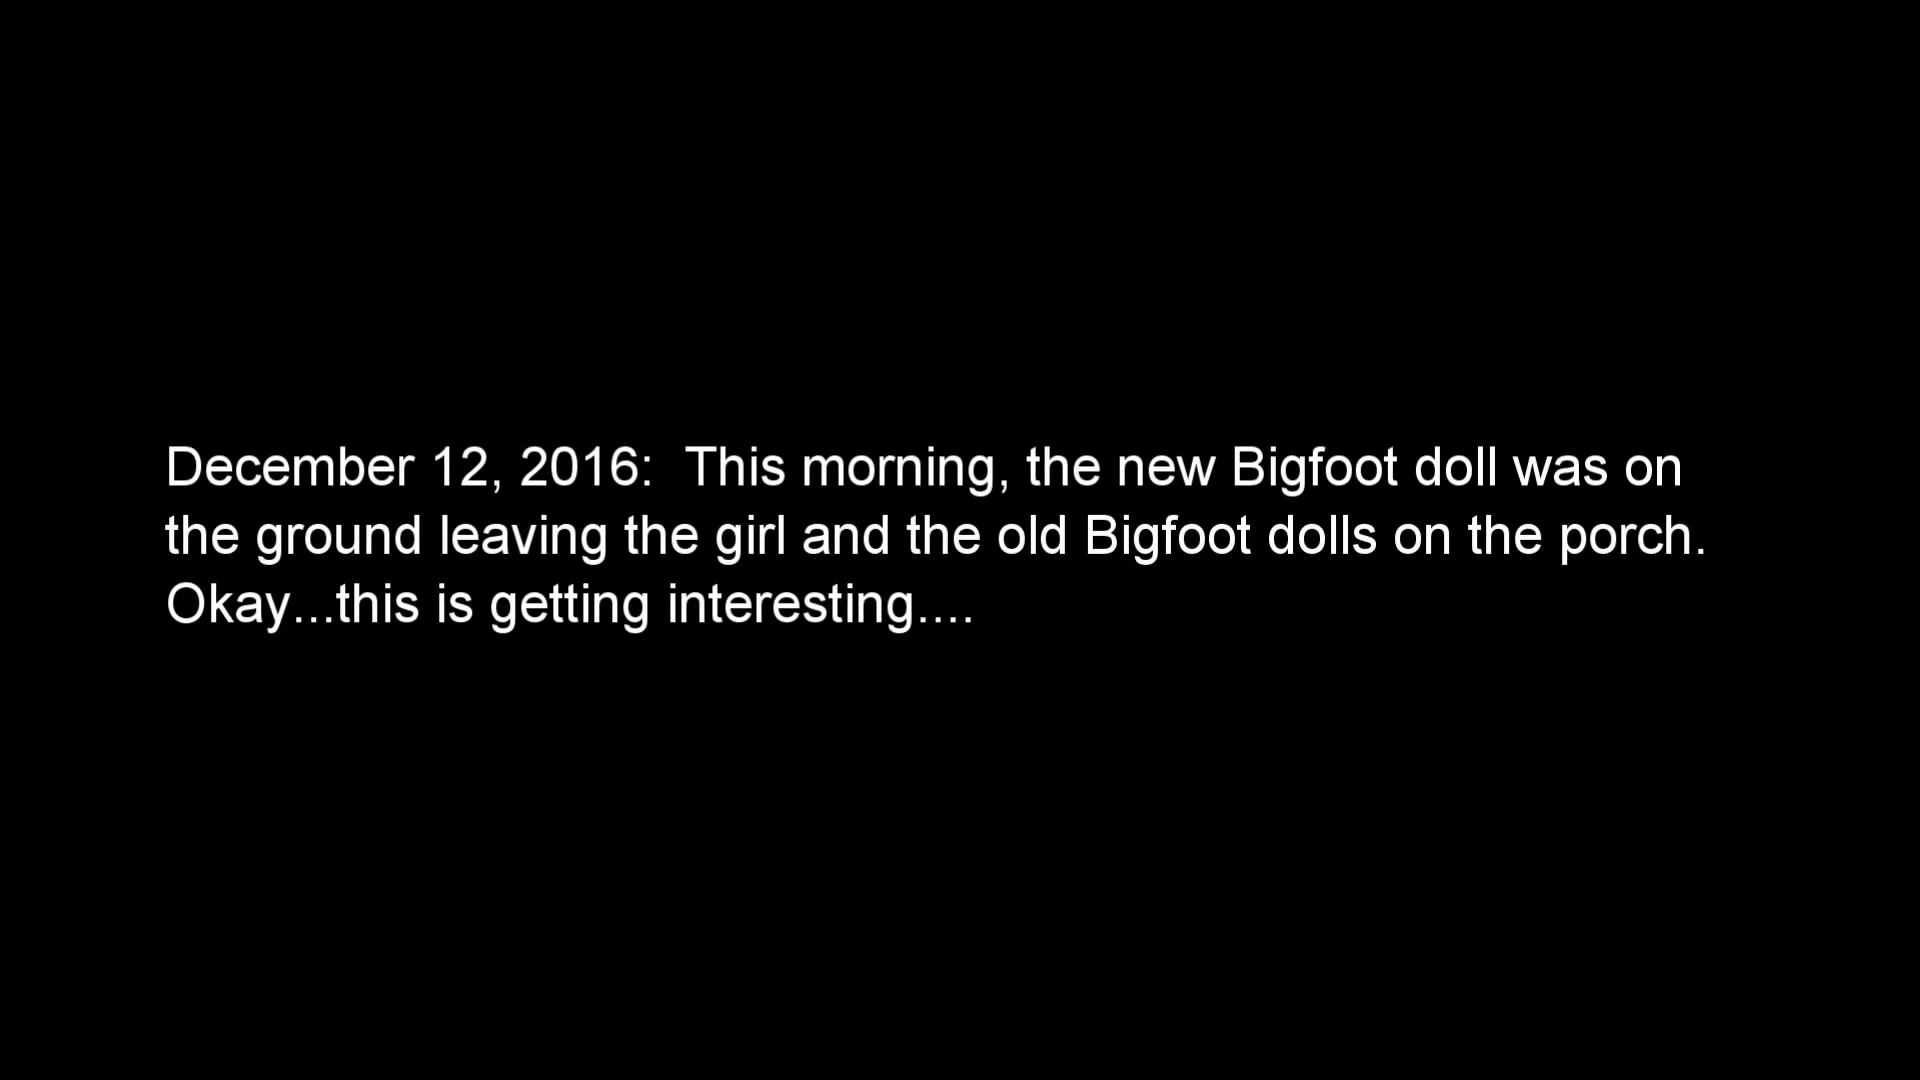 December 12, 2016:  This morning, the new Bigfoot doll was on
the ground leaving the girl and the old Bigfoot dolls on the porch.
Okay...this is getting interesting....